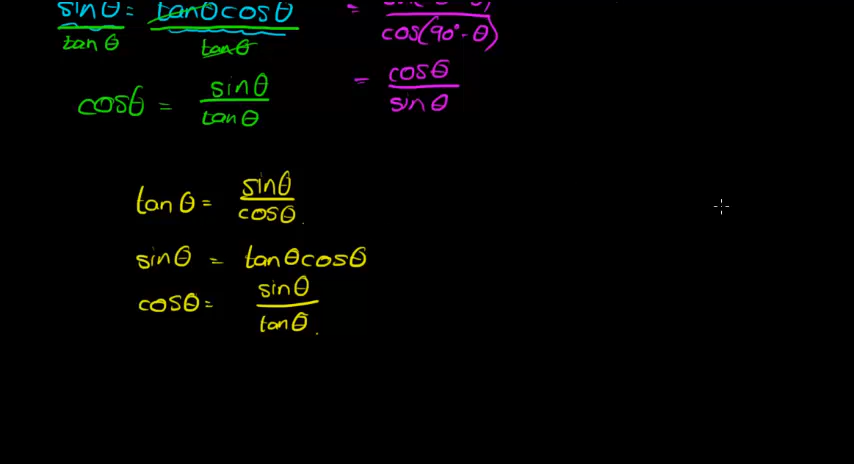 sinθ = tanθcosθ
tanθ tanθ
cosθ = sinθ/tanθ
cos(90°-θ)
= cosθ/sinθ
tanθ = sinθ/cosθ.
sinθ = tanθcosθ
cosθ = sinθ/tanθ.